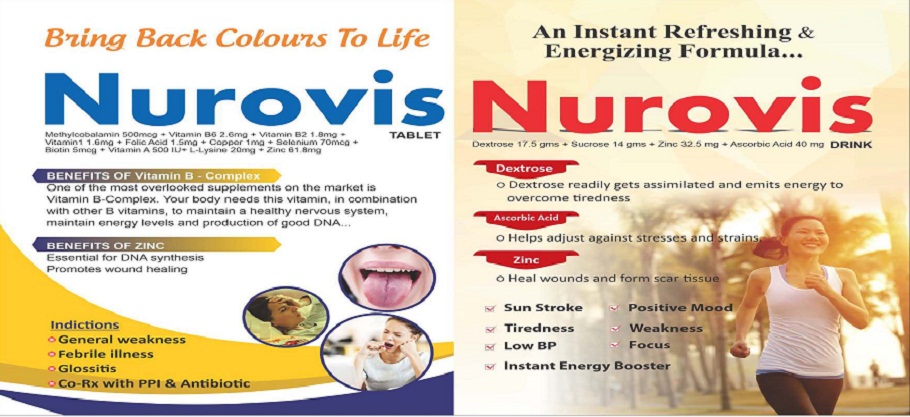 Bring Back Colours To Life
Nurovis
TABLET
Methylcobalamin 500mcg + Vitamin B6 2.6mg + Vitamin B2 1.8mg +
Vitamin1 1.6mg + Folic Acid 1.5mg + Copper 1mg + Selenium 70mcg +
Biotin 5mcg + Vitamin A 500 IU+ L-Lysine 20mg + Zinc 61.8mg
BENEFITS OF Vitamin B - Complex
One of the most overlooked supplements on the market is
Vitamin B-Complex. Your body needs this vitamin, in combination
with other B vitamins, to maintain a healthy nervous system,
maintain energy levels and production of good DNA...
BENEFITS OF ZINC
Essential for DNA synthesis
Promotes wound healing
Indictions
General weakness
Febrile illness
Glossitis
Co-Rx with PPI & Antibiotic
An Instant Refreshing &
Energizing Formula...
Nurovis
Dextrose 17.5 gms + Sucrose 14 gms + Zinc 32.5 mg + Ascorbic Acid 40 mg DRINK
Dextrose
Dextrose readily gets assimilated and emits energy to
overcome tiredness
Ascorbic Acid
Helps adjust against stresses and strains
Zinc
Heal wounds and form scar tissue
Sun Stroke Positive Mood
Tiredness Weakness
Low BP Focus
Instant Energy Booster